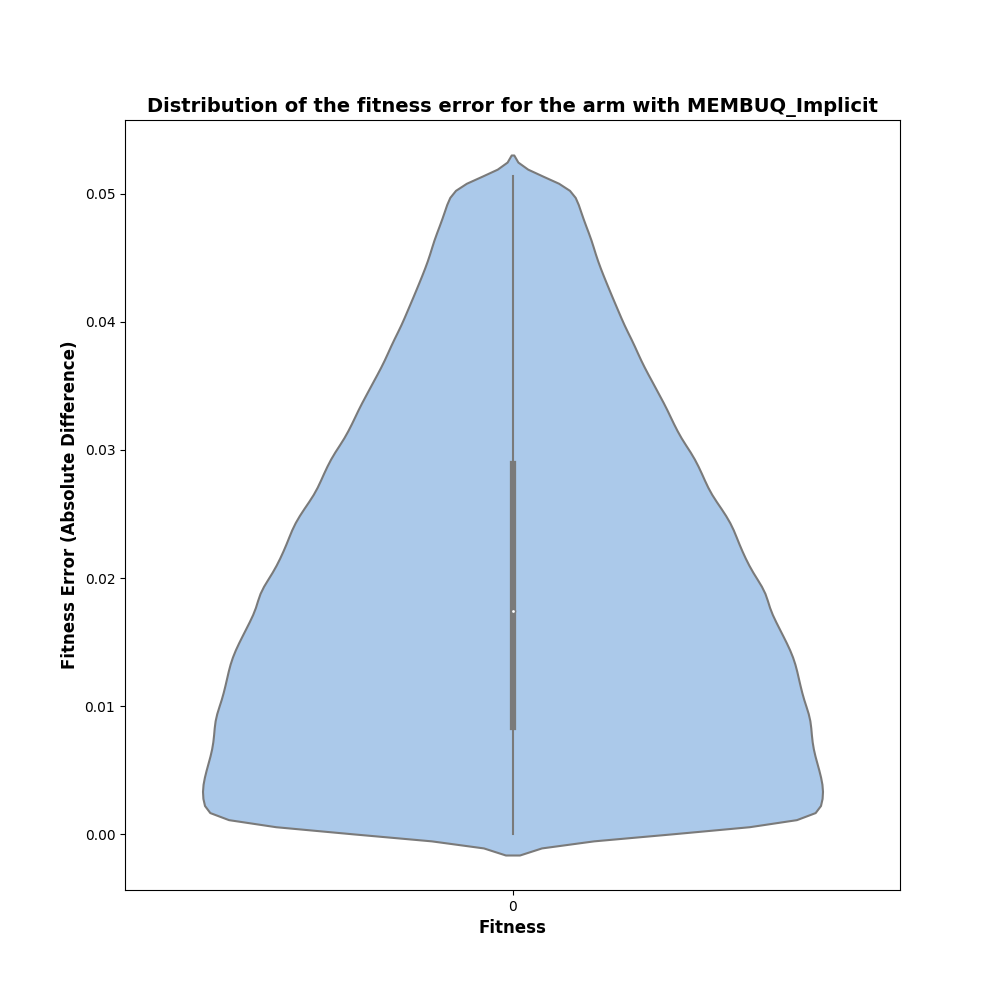 Distribution of the fitness error for the arm with MEMBUQ_Implicit
Fitness Error (Absolute Difference)
0.05
0.04
0.03
0.02
0.01
0.00
0
Fitness